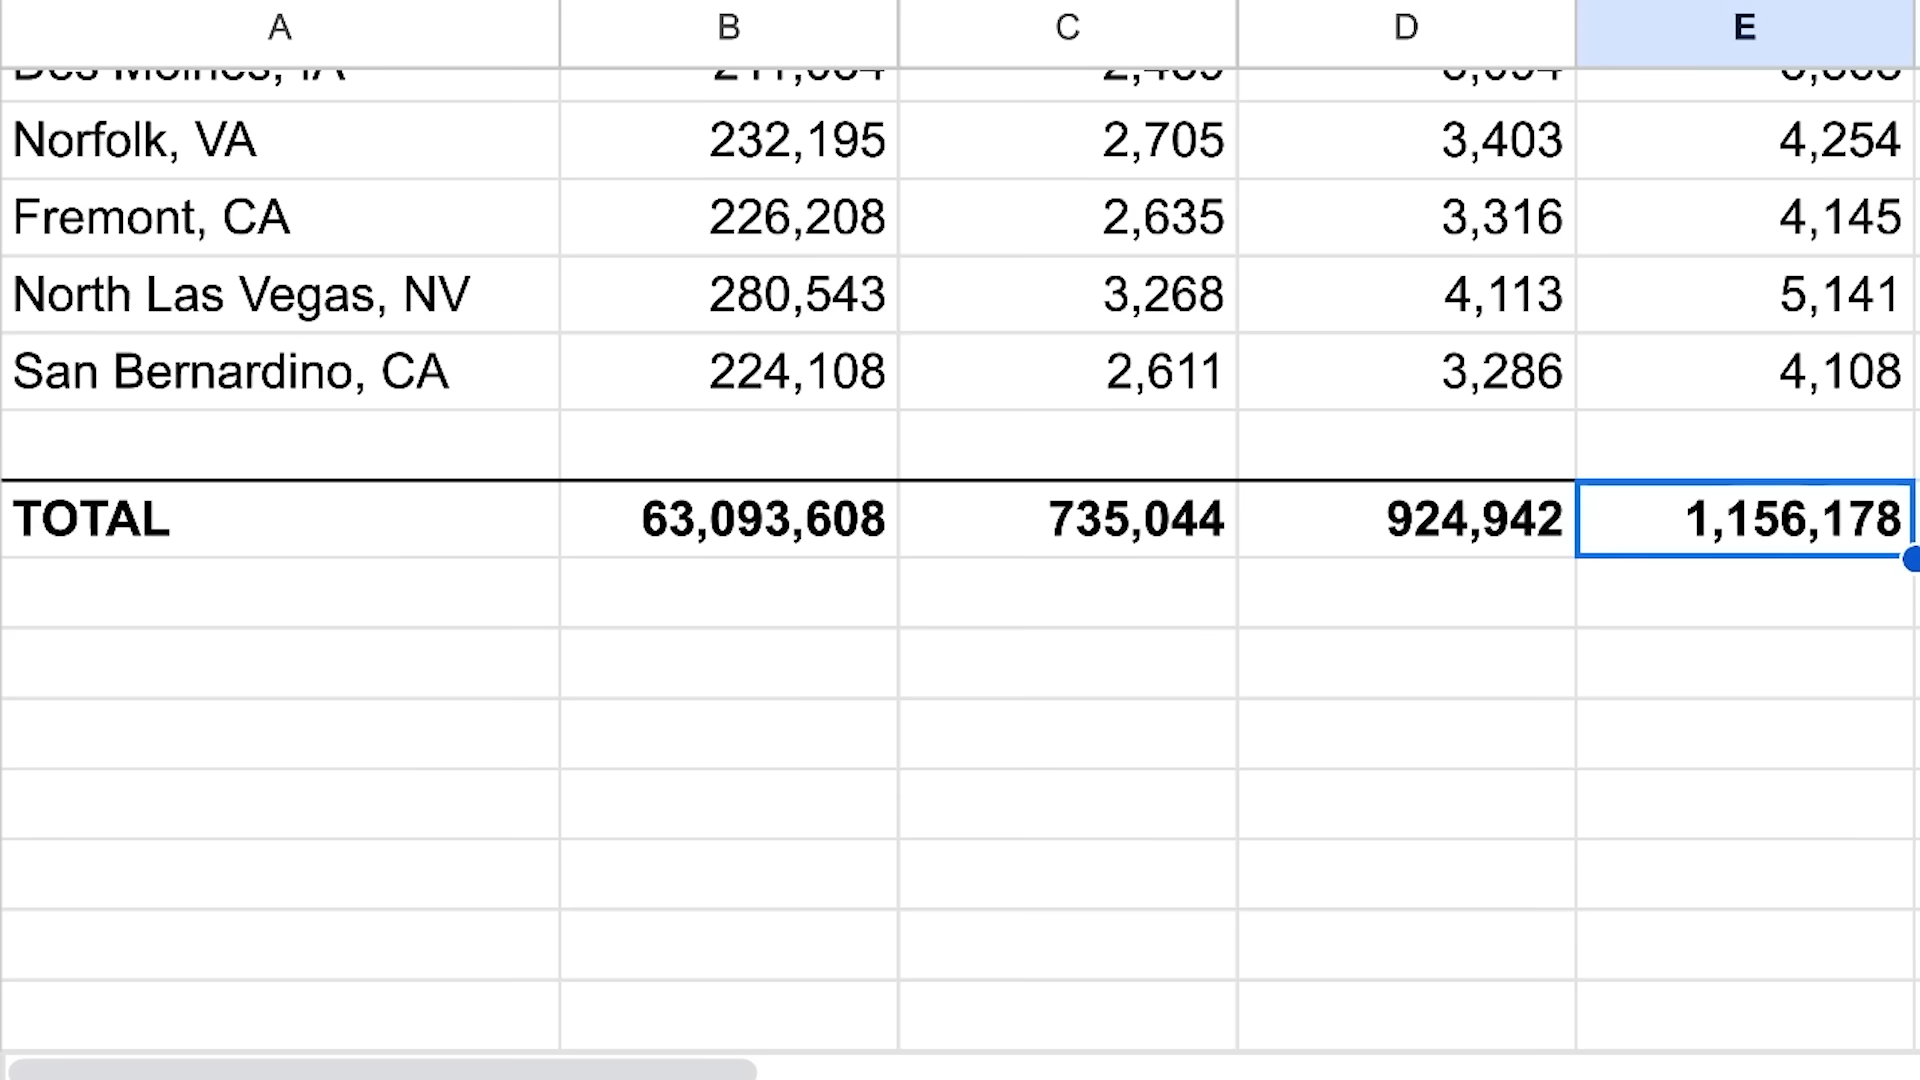 A B C D E
Norfolk, VA 232,195 2,705 3,403 4,254
Fremont, CA 226,208 2,635 3,316 4,145
North Las Vegas, NV 280,543 3,268 4,113 5,141
San Bernardino, CA 224,108 2,611 3,286 4,108
TOTAL 63,093,608 735,044 924,942 1,156,178